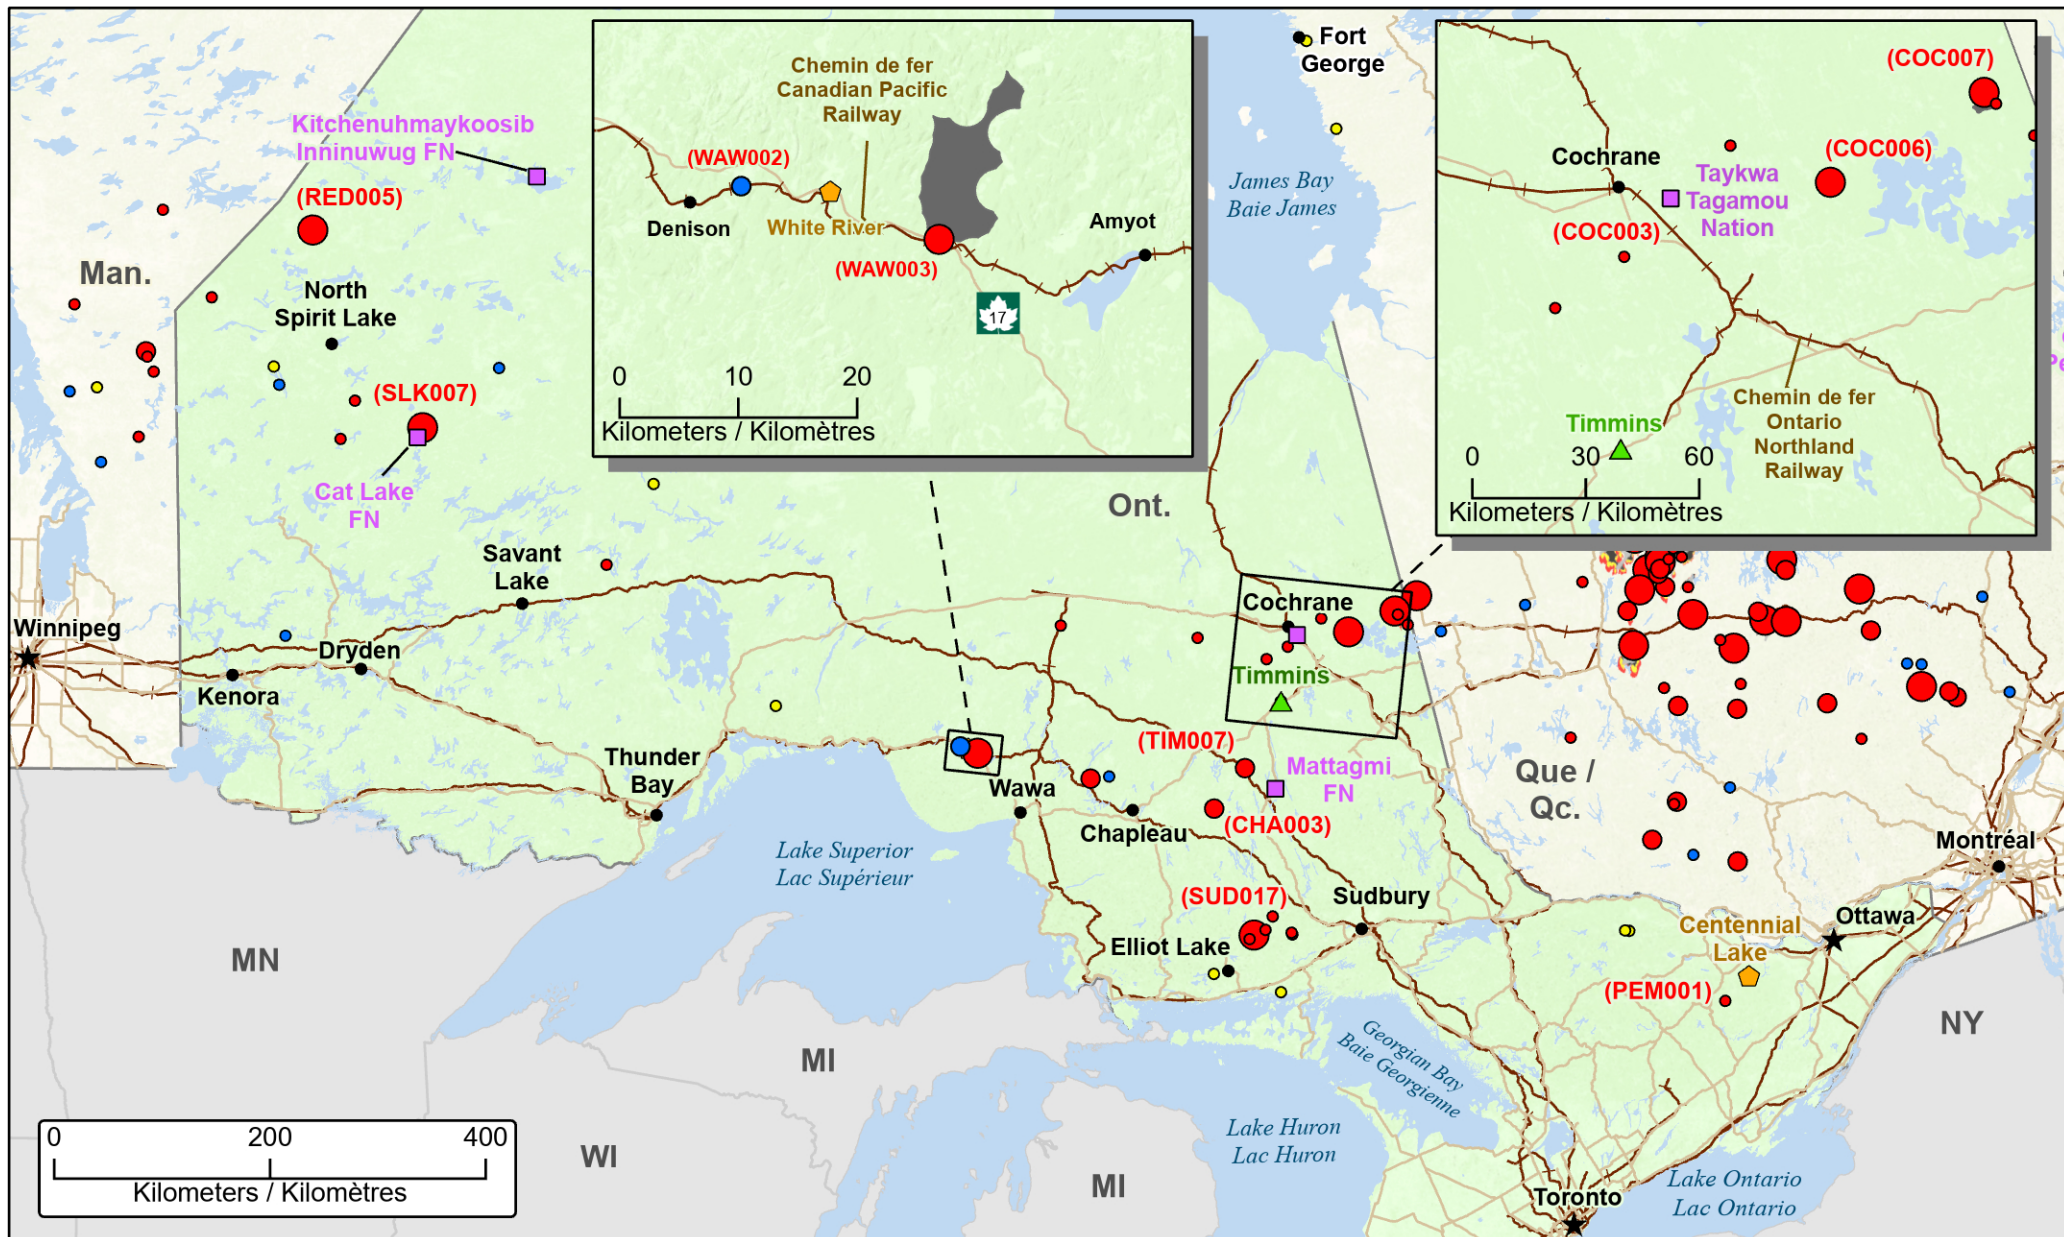 Kitchenuhmaykoosib
Inninuwug FN
(RED005)
Man.
North
Spirit Lake
(SLK007)
Cat Lake
FN
Savant
Lake
Winnipeg
Dryden
Kenora
Thunder
Bay
Chemin de fer
Canadian Pacific
Railway
(WAW002)
Denison
White River
(WAW003)
Amyot
17
0 10 20
Kilometers / Kilomètres
Fort
George
James Bay
Baie James
Ont.
(COC007)
(COC006)
Cochrane
Taykwa
Tagamou
Nation
(COC003)
Chemin de fer
Ontario
Northland
Railway
Timmins
0 30 60
Kilometers / Kilomètres
Cochrane
Timmins
(TIM007)
Mattagmi
FN
(CHA003)
Wawa
Chapleau
Lake Superior
Lac Supérieur
(SUD017)
Sudbury
Elliot Lake
Que /
Qc.
Montréal
Ottawa
Centennial
Lake
(PEM001)
Georgian Bay
Baie Georgienne
Lake Huron
Lac Huron
Lake Ontario
Lac Ontario
Toronto
MN
WI
MI
MI
NY
0 200 400
Kilometers / Kilomètres